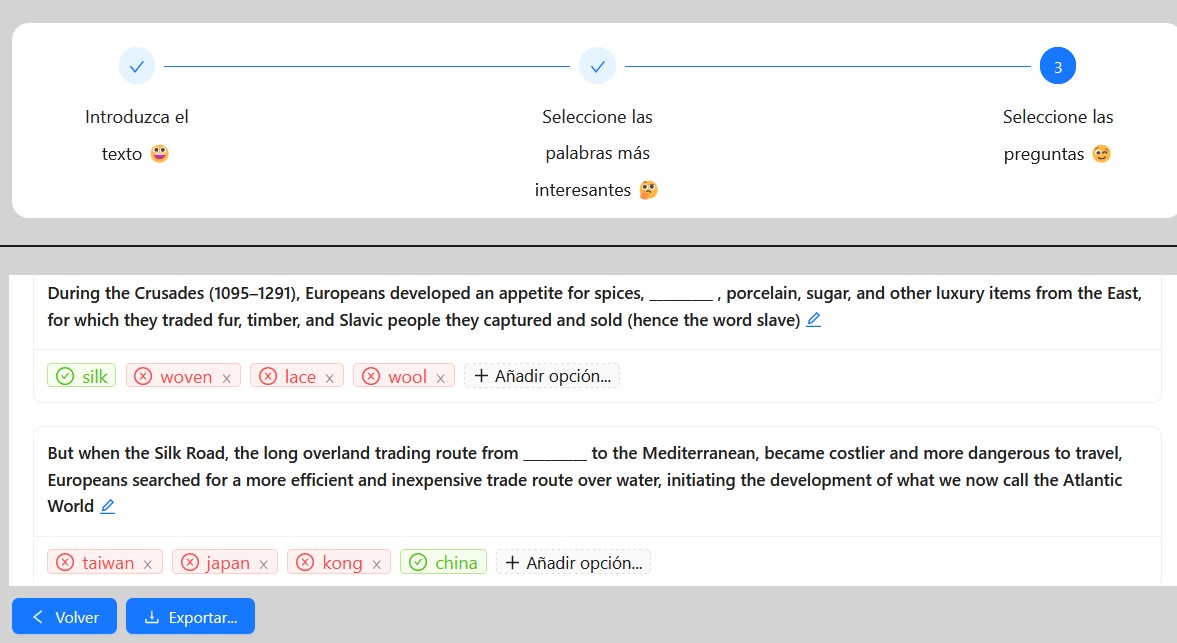 3
Introduzca el
texto 😀
Seleccione las
palabras más
interesantes 🤔
Seleccione las
preguntas 😉
During the Crusades (1095–1291), Europeans developed an appetite for spices, ________ , porcelain, sugar, and other luxury items from the East,
for which they traded fur, timber, and Slavic people they captured and sold (hence the word slave)
silk woven x lace x wool x + Añadir opción...
But when the Silk Road, the long overland trading route from ________ to the Mediterranean, became costlier and more dangerous to travel,
Europeans searched for a more efficient and inexpensive trade route over water, initiating the development of what we now call the Atlantic
World
taiwan x japan x kong x china + Añadir opción...
Volver Exportar...